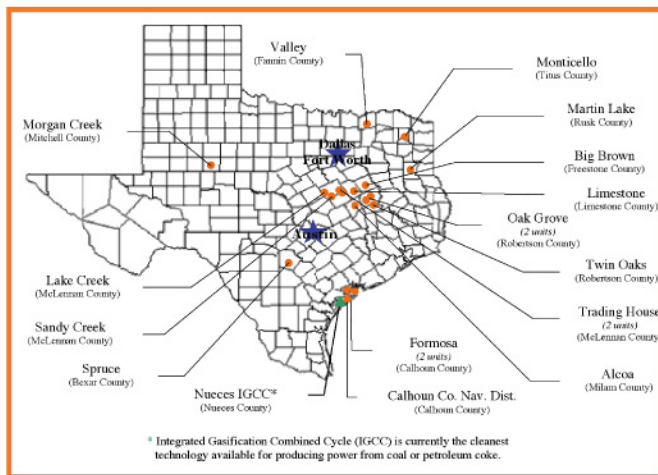 Valley
(Fannin County)
Monticello
(Titus County)
Morgan Creek
(Mitchell County)
Martin Lake
(Rusk County)
Dallas
Fort Worth
Big Brown
(Freestone County)
Limestone
(Limestone County)
Oak Grove
(2 units)
(Robertson County)
Austin
Twin Oaks
(Robertson County)
Lake Creek
(McLennan County)
Trading House
(2 units)
(McLennan County)
Sandy Creek
(McLennan County)
Formosa
(2 units)
(Calhoun County)
Spruce
(Bexar County)
Alcoa
(Milam County)
Nueces IGCC*
(Nueces County)
Calhoun Co. Nav. Dist.
(Calhoun County)
* Integrated Gasification Combined Cycle (IGCC) is currently the cleanest
technology available for producing power from coal or petroleum coke.